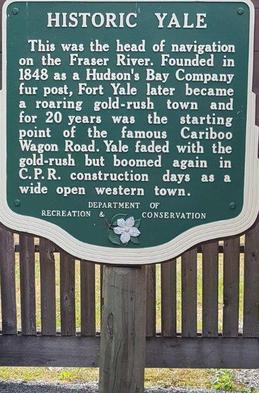 HISTORIC YALE
This was the head of navigation
on the Fraser River. Founded in
1848 as a Hudson's Bay Company
fur post, Fort Yale later became
a roaring gold-rush town and
for 20 years was the starting
point of the famous Cariboo
Wagon Road. Yale faded with the
gold-rush but boomed again in
C.P.R. construction days as a
wide open western town.
DEPARTMENT OF
RECREATION & CONSERVATION